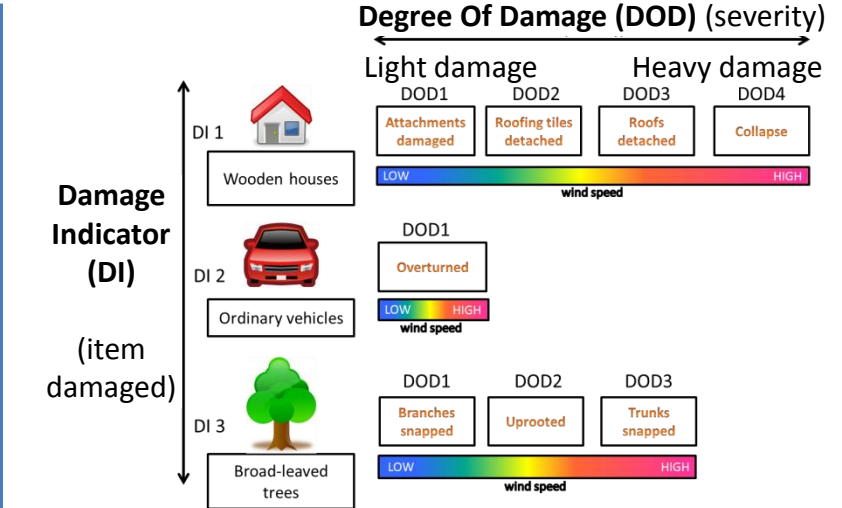 Degree Of Damage (DOD) (severity)
Light damage Heavy damage
DOD1 DOD2 DOD3 DOD4
DI 1
Attachments
damaged
Roofing tiles
detached
Roofs
detached
Collapse
Wooden houses
LOW HIGH
wind speed
Damage
Indicator
(DI)
(item
damaged)
DOD1
DI 2
Overturned
Ordinary vehicles
LOW HIGH
wind speed
DOD1 DOD2 DOD3
DI 3
Branches
snapped
Uprooted
Trunks
snapped
Broad-leaved
trees
LOW HIGH
wind speed